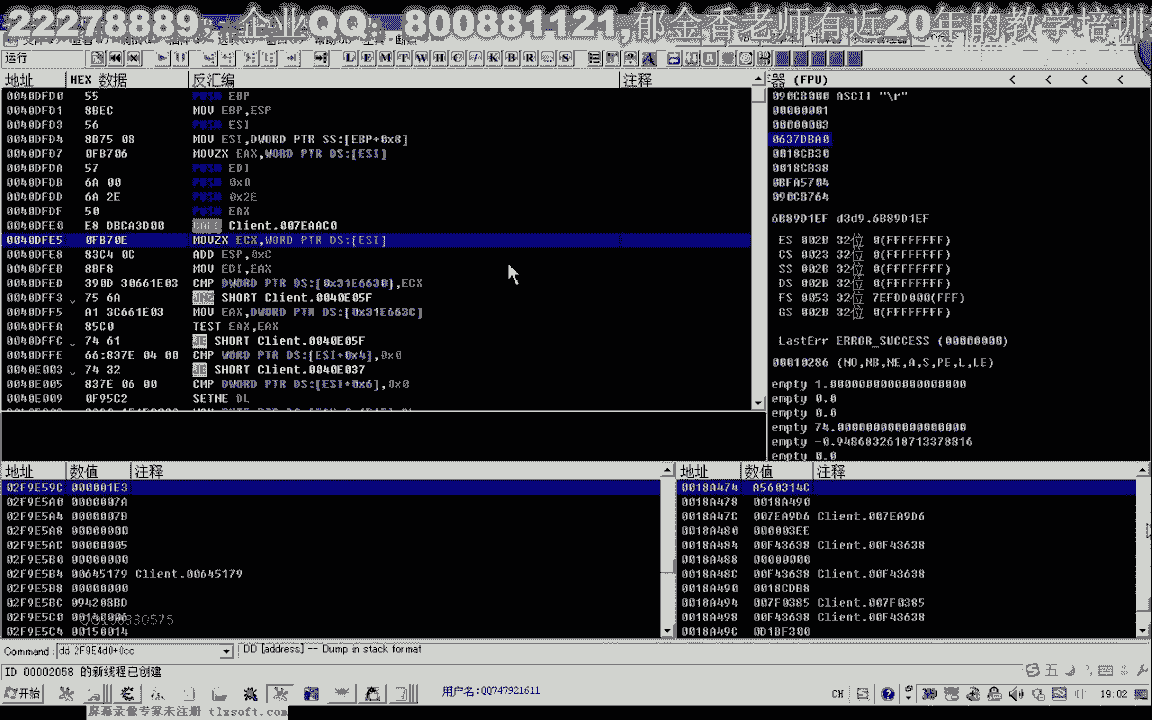 22278889,:企业QQ: 800881121,郁金香老师有近20年的教学培训
运行
L E M T W H C / K B R ... S
地址 HEX 数据 反汇编 注释
0040DFD0 55 PUSH EBP
0040DFD1 8BEC MOV EBP,ESP
0040DFD3 56 PUSH ESI
0040DFD4 8B75 08 MOV ESI,DWORD PTR SS:[EBP+0x8]
0040DFD7 0FB706 MOVZX EAX,WORD PTR DS:[ESI]
0040DFDA 57 PUSH EDI
0040DFDB 6A 00 PUSH 0x0
0040DFDD 6A 2E PUSH 0x2E
0040DFDF 50 PUSH EAX
0040DFE0 E8 DBCA3D00 CALL Client.007EAAC0
0040DFE5 0FB70E MOVZX ECX,WORD PTR DS:[ESI]
0040DFE8 83C4 0C ADD ESP,0xC
0040DFEB 8BF8 MOV EDI,EAX
0040DFED 390D 30661E03 CMP DWORD PTR DS:[0x31E6630],ECX
0040DFF3 75 6A JNZ SHORT Client.0040E05F
0040DFF5 A1 3C661E03 MOV EAX,DWORD PTR DS:[0x31E663C]
0040DFFA 85C0 TEST EAX,EAX
0040DFFC 74 61 JE SHORT Client.0040E05F
0040DFFE 66:837E 04 00 CMP WORD PTR DS:[ESI+0x4],0x0
0040E003 74 32 JE SHORT Client.0040E037
0040E005 837E 06 00 CMP DWORD PTR DS:[ESI+0x6],0x0
0040E009 0F95C2 SETNE DL
器 (FPU) < < < <
090CB000 ASCII "\r"
00000001
00000003
0637DBA0
0018CB30
0018CB38
0BFA5704
090CB764
6B89D1EF d3d9.6B89D1EF
ES 002B 32位 0(FFFFFFFF)
CS 0023 32位 0(FFFFFFFF)
SS 002B 32位 0(FFFFFFFF)
DS 002B 32位 0(FFFFFFFF)
FS 0053 32位 7EFDD000(FFF)
GS 002B 32位 0(FFFFFFFF)
LastErr ERROR_SUCCESS (00000000)
00010286 (NO,NB,NE,A,S,PE,L,LE)
empty 1.0000000000000000000
empty 0.0
empty 0.0
empty 74.000000000000000000
empty -0.9486832618713378816
empty 0.0
地址 数值 注释
02F9E59C 000001E3
02F9E5A0 0000007A
02F9E5A4 0000007B
02F9E5A8 00000000
02F9E5AC 00000005
02F9E5B0 00000000
02F9E5B4 00645179 Client.00645179
02F9E5B8 00000000
02F9E5BC 094208BD
02F9E5C0
02F9E5C4 00150014
地址 数值 注释
0018A474 A560314C
0018A478 0018A490
0018A47C 007EA9D6 Client.007EA9D6
0018A480 000003EE
0018A484 00F43638 Client.00F43638
0018A488 00000000
0018A48C 00F43638 Client.00F43638
0018A490 0018CDB8
0018A494 007F0385 Client.007F0385
0018A498 00F43638 Client.00F43638
0018A49C 0D1BF300
Command: dd 2F9E4d0+0cc DD [address] -- Dump in stack format
ID 00002058 的新线程已创建
五
开始 用户名:QQ747921611 CH 19:02
屏幕录像专家未注册 tlxsoft.com